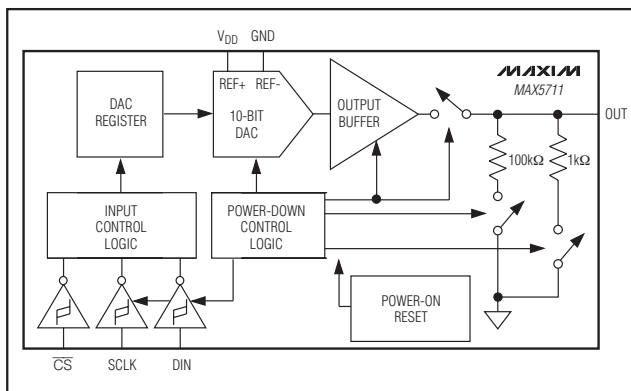 V_DD GND
MAXIM
MAX5711
REF+ REF-
DAC
REGISTER
10-BIT
DAC
OUTPUT
BUFFER
OUT
100kΩ
1kΩ
INPUT
CONTROL
LOGIC
POWER-DOWN
CONTROL
LOGIC
POWER-ON
RESET
C̅S̅ SCLK DIN